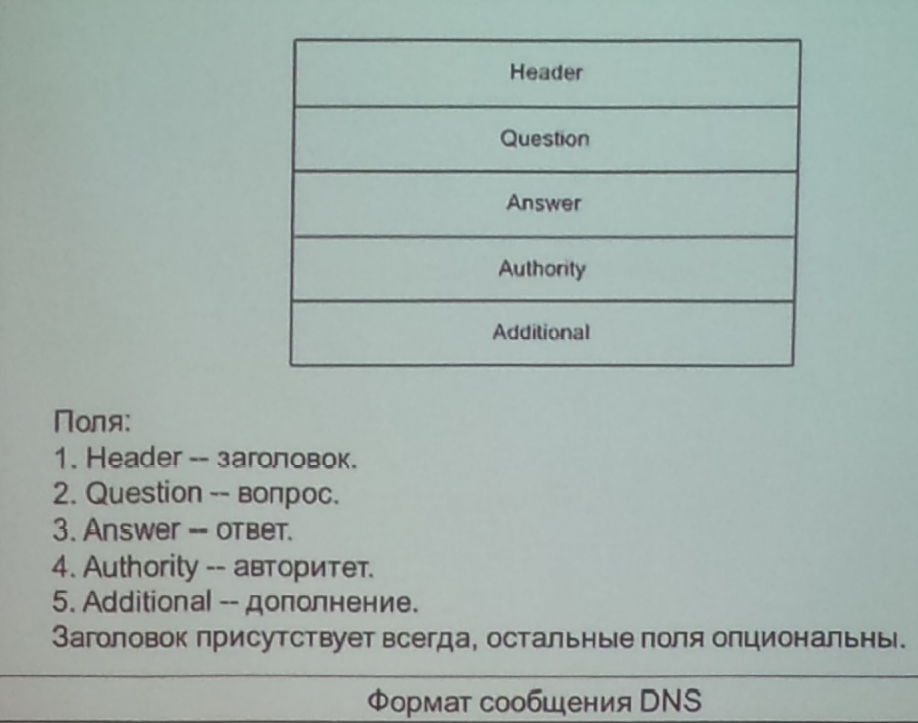 Header
Question
Answer
Authority
Additional
Поля:
1. Header -- заголовок.
2. Question -- вопрос.
3. Answer -- ответ.
4. Authority -- авторитет.
5. Additional -- дополнение.
Заголовок присутствует всегда, остальные поля опциональны.
Формат сообщения DNS